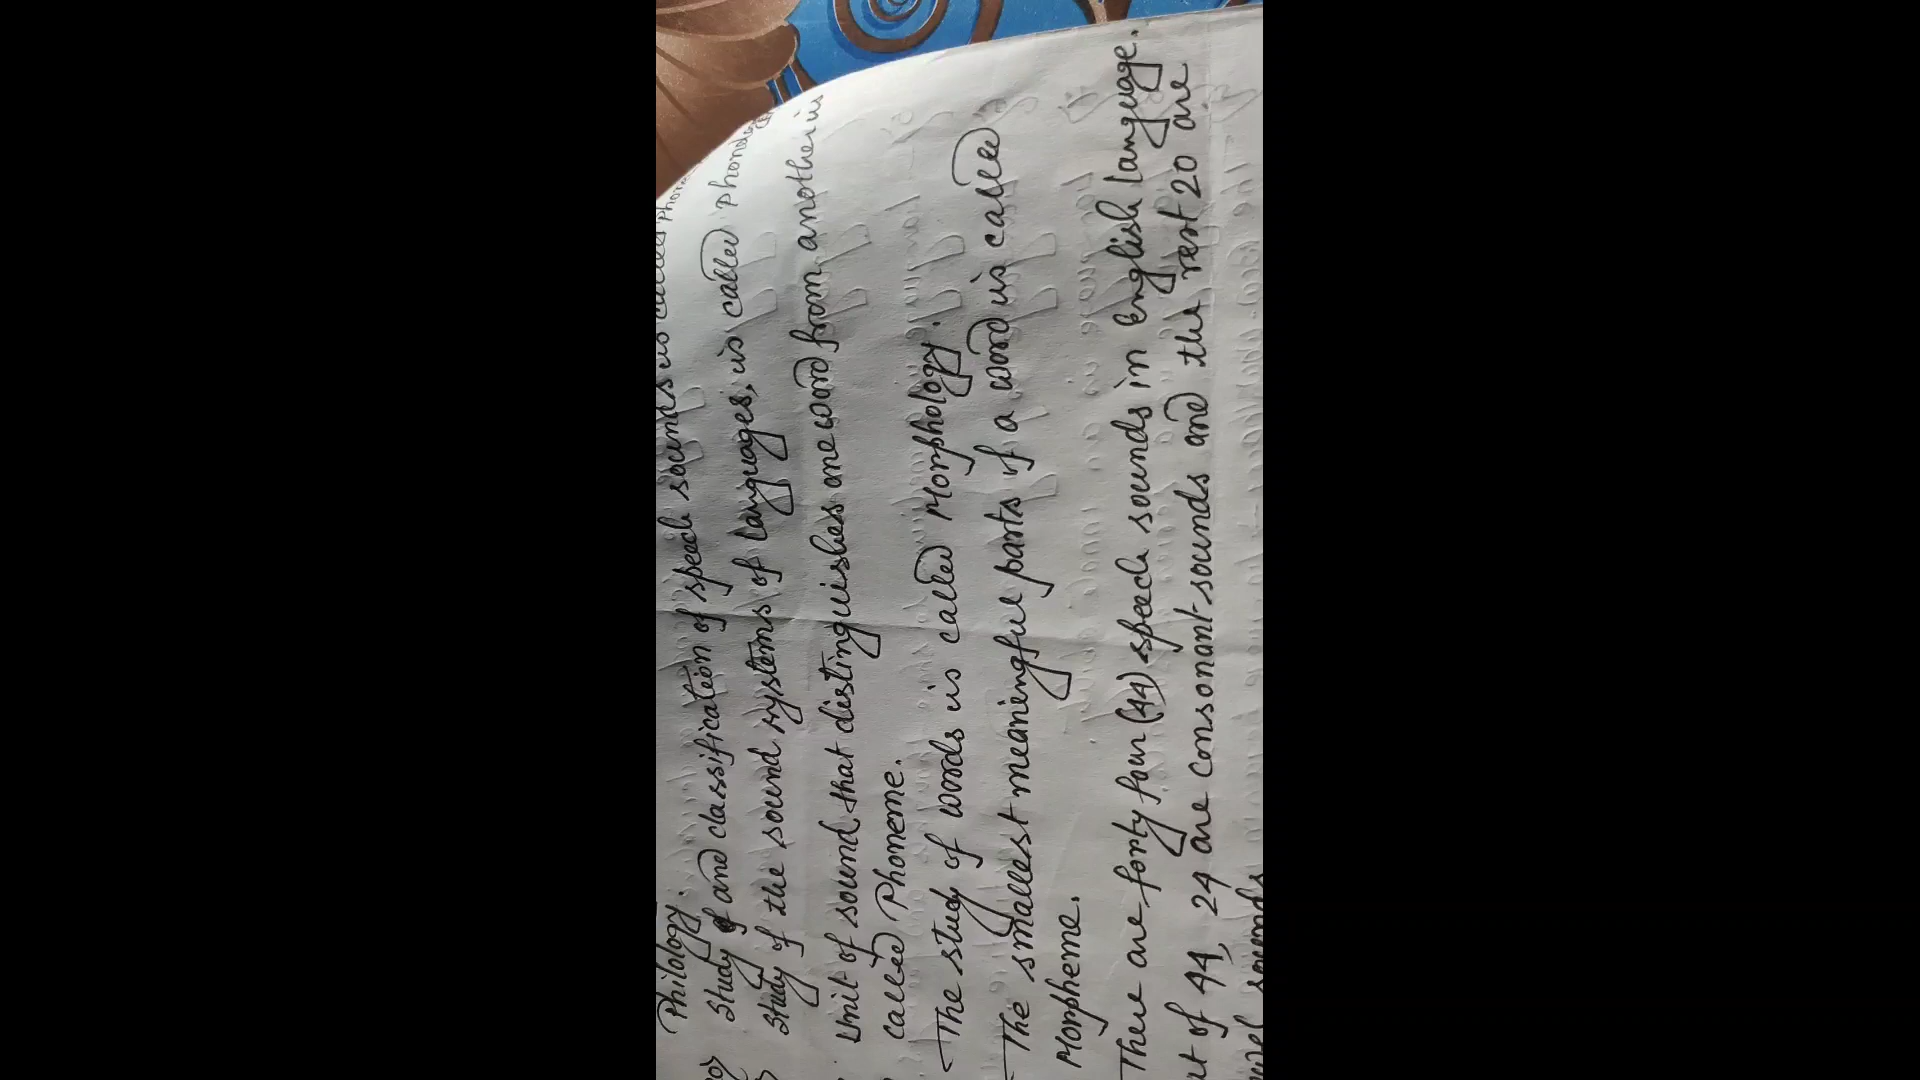 Philology.
Study of and classification of speech sounds is called
Study of the sound systems of languages, is called
Unit of sound that distinguishes one word from another is
called Phoneme.
The study of words is called Morphology.
The smallest meaningful parts of a word is called
Morpheme.
There are forty four (44) speech sounds in English language.
of 44, 24 are consonant sounds and the rest 20 are
sounds